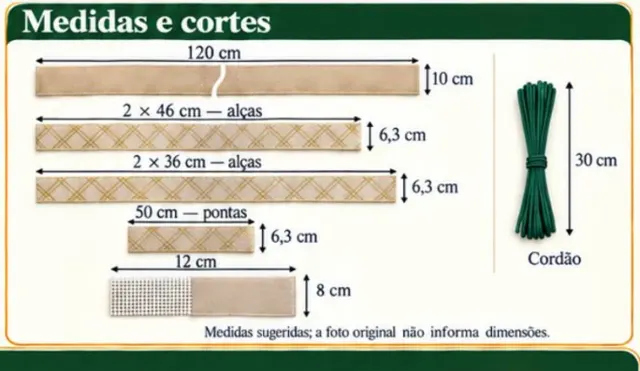 Medidas e cortes
120 cm
10 cm
2 × 46 cm — alças
6,3 cm
2 × 36 cm — alças
6,3 cm
50 cm — pontas
6,3 cm
12 cm
8 cm
30 cm
Cordão
Medidas sugeridas; a foto original não informa dimensões.